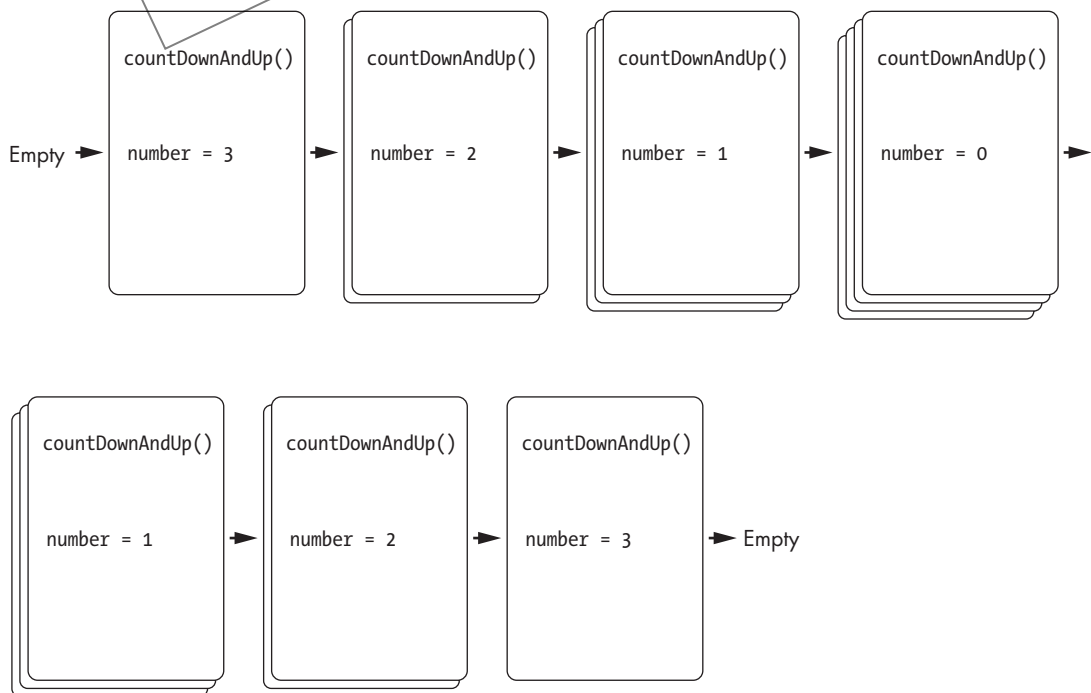 countDownAndUp() countDownAndUp() countDownAndUp() countDownAndUp()
Empty number = 3 number = 2 number = 1 number = 0
countDownAndUp() countDownAndUp() countDownAndUp()
number = 1 number = 2 number = 3 Empty